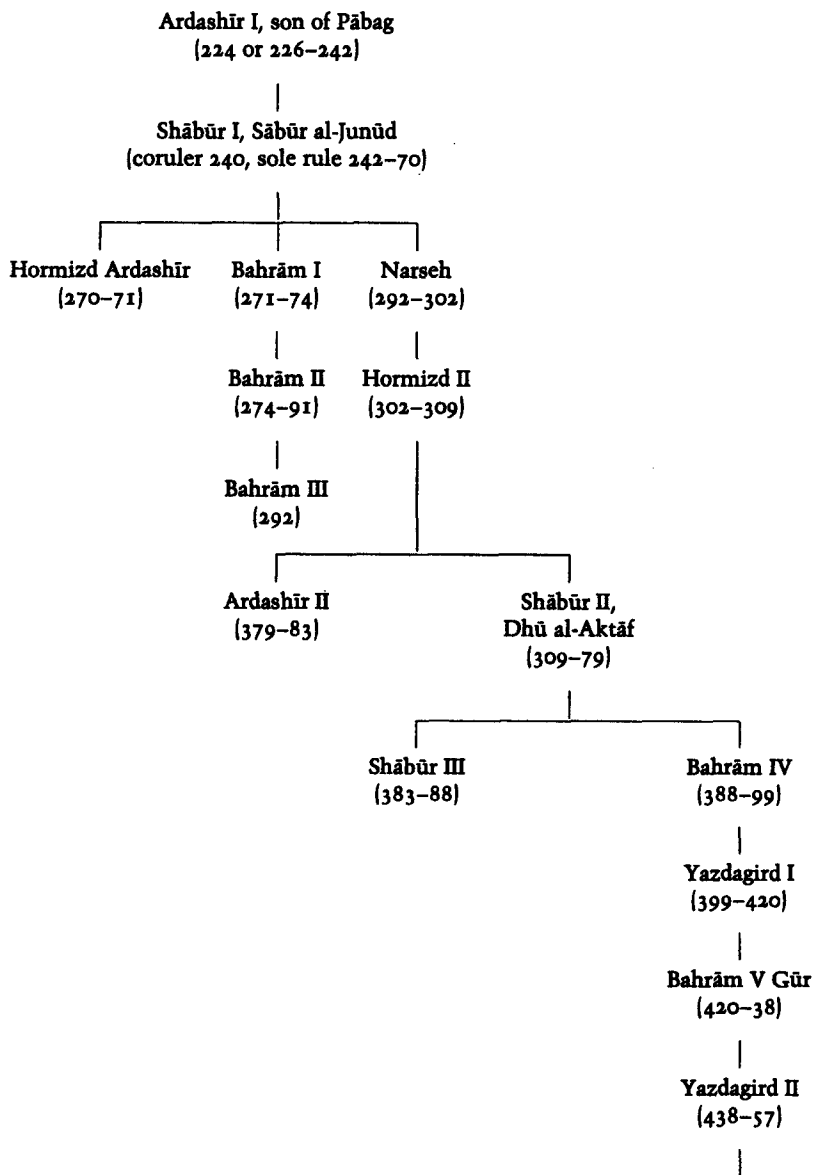 Ardashīr I, son of Pābag
(224 or 226–242)
Shābūr I, Sābūr al-Junūd
(coruler 240, sole rule 242–70)
Hormizd Ardashīr
(270–71)
Bahrām I
(271–74)
Narseh
(292–302)
Bahrām II
(274–91)
Hormizd II
(302–309)
Bahrām III
(292)
Ardashīr II
(379–83)
Shābūr II,
Dhū al-Aktāf
(309–79)
Shābūr III
(383–88)
Bahrām IV
(388–99)
Yazdagird I
(399–420)
Bahrām V Gūr
(420–38)
Yazdagird II
(438–57)